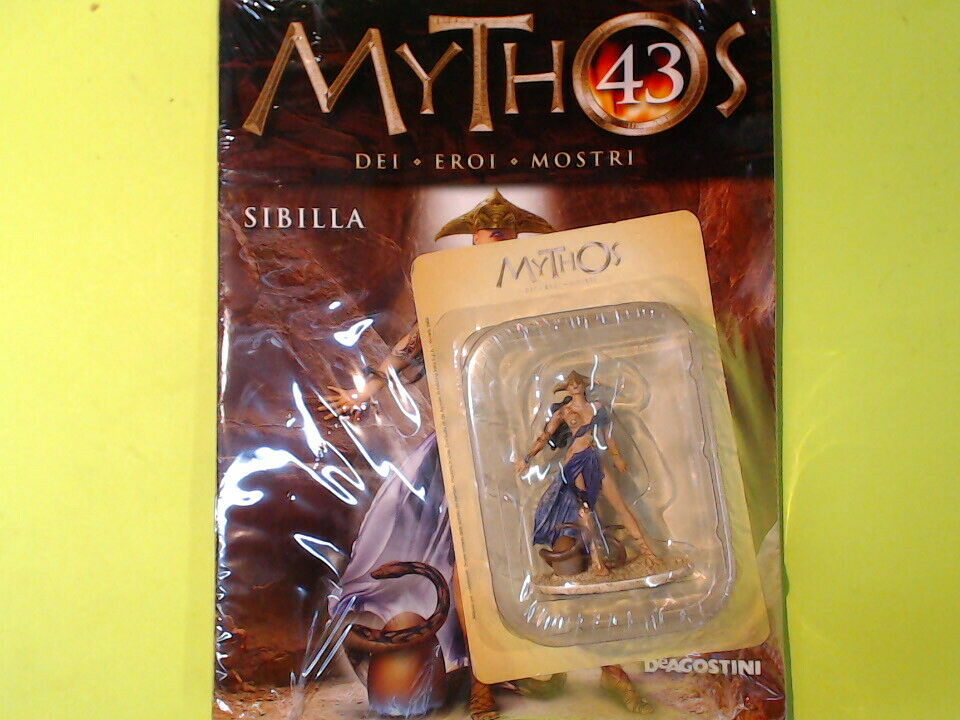 MYTHOS
43
DEI • EROI • MOSTRI
SIBILLA
MYTHOS
DEAGOSTINI